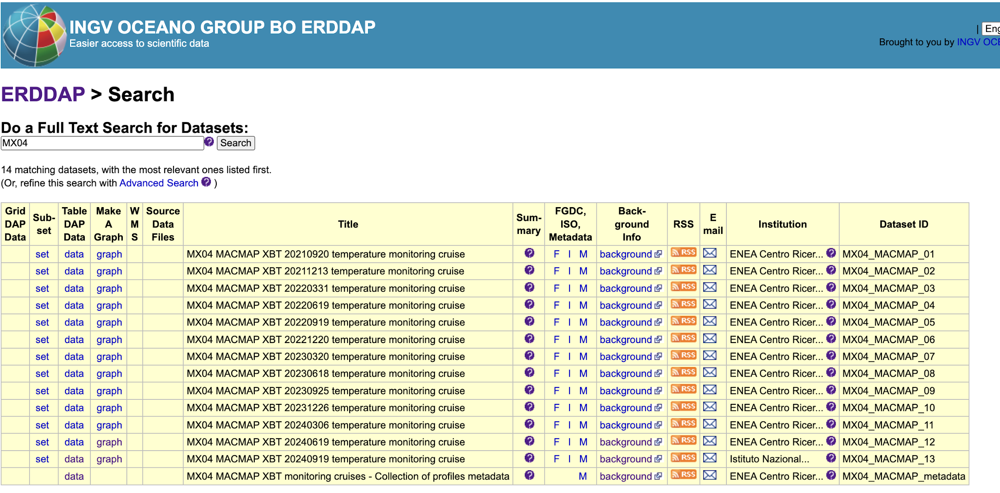 INGV OCEANO GROUP BO ERDDAP
Easier access to scientific data
| Eng
Brought to you by INGV OCE
ERDDAP > Search
Do a Full Text Search for Datasets:
MX04 ? Search
14 matching datasets, with the most relevant ones listed first.
(Or, refine this search with Advanced Search ? )
Grid DAP Data Sub-set Table DAP Data Make A Graph W M S Source Data Files Title Sum-mary FGDC, ISO, Metadata Back-ground Info RSS E mail Institution Dataset ID
set data graph MX04 MACMAP XBT 20210920 temperature monitoring cruise ? F I M background RSS ENEA Centro Ricer... ? MX04_MACMAP_01
set data graph MX04 MACMAP XBT 20211213 temperature monitoring cruise ? F I M background RSS ENEA Centro Ricer... ? MX04_MACMAP_02
set data graph MX04 MACMAP XBT 20220331 temperature monitoring cruise ? F I M background RSS ENEA Centro Ricer... ? MX04_MACMAP_03
set data graph MX04 MACMAP XBT 20220619 temperature monitoring cruise ? F I M background RSS ENEA Centro Ricer... ? MX04_MACMAP_04
set data graph MX04 MACMAP XBT 20220919 temperature monitoring cruise ? F I M background RSS ENEA Centro Ricer... ? MX04_MACMAP_05
set data graph MX04 MACMAP XBT 20221220 temperature monitoring cruise ? F I M background RSS ENEA Centro Ricer... ? MX04_MACMAP_06
set data graph MX04 MACMAP XBT 20230320 temperature monitoring cruise ? F I M background RSS ENEA Centro Ricer... ? MX04_MACMAP_07
set data graph MX04 MACMAP XBT 20230618 temperature monitoring cruise ? F I M background RSS ENEA Centro Ricer... ? MX04_MACMAP_08
set data graph MX04 MACMAP XBT 20230925 temperature monitoring cruise ? F I M background RSS ENEA Centro Ricer... ? MX04_MACMAP_09
set data graph MX04 MACMAP XBT 20231226 temperature monitoring cruise ? F I M background RSS ENEA Centro Ricer... ? MX04_MACMAP_10
set data graph MX04 MACMAP XBT 20240306 temperature monitoring cruise ? F I M background RSS ENEA Centro Ricer... ? MX04_MACMAP_11
set data graph MX04 MACMAP XBT 20240619 temperature monitoring cruise ? F I M background RSS ENEA Centro Ricer... ? MX04_MACMAP_12
set data graph MX04 MACMAP XBT 20240919 temperature monitoring cruise ? F I M background RSS Istituto Nazional... ? MX04_MACMAP_13
data MX04 MACMAP XBT monitoring cruises - Collection of profiles metadata ? M background RSS ENEA Centro Ricer... ? MX04_MACMAP_metadata